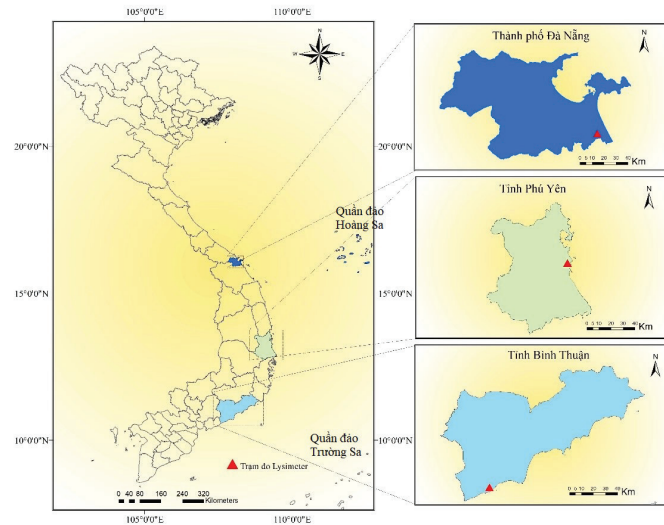 105°0'0"E
110°0'0"E
N
W
E
S
20°0'0"N
20°0'0"N
Quần đảo
Hoàng Sa
15°0'0"N
15°0'0"N
10°0'0"N
10°0'0"N
Quần đảo
Trường Sa
Trạm đo Lysimeter
0 40 80 160 240 320
Kilometers
105°0'0"E
110°0'0"E
Thành phố Đà Nẵng
N
0 5 10 20 30 40
Km
Tỉnh Phú Yên
N
0 5 10 20 30 40
Km
Tỉnh Bình Thuận
N
0 5 10 20 30 40
Km